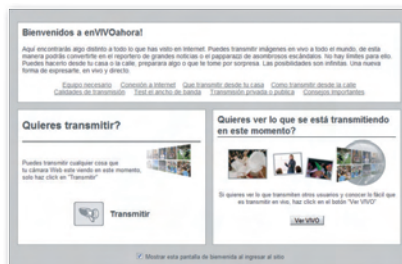 Bienvenidos a enVIVOahora!
Aquí encontrarás algo distinto a todo lo que has visto en Internet. Puedes transmitir imágenes en vivo a todo el mundo, de esta
manera podrás convertirte en el reportero de grandes noticias o el papparazi de asombrosos escándalos. No hay límites para ello.
Puedes hacerlo desde tu casa o la calle, prepararla algo o que te tome por sorpresa. Las posibilidades son infinitas. Una nueva
forma de expresarte, en vivo y directo.
Equipo necesario Conexión a Internet Que transmitir desde tu casa Como transmitir desde la calle
Calidades de transmisión Test el ancho de banda Transmisión privada o publica Consejos importantes
Quieres transmitir?
Puedes transmitir cualquier cosa que
tu cámara Web este viendo en este momento,
solo haz click en "Transmitir"
Transmitir
Quieres ver lo que se está transmitiendo
en este momento?
Si quieres ver lo que transmiten otros usuarios y conocer lo fácil que
es transmitir en vivo, haz click en el botón "Ver VIVO"
Ver VIVO
Mostrar esta pantalla de bienvenida al regresar al sitio